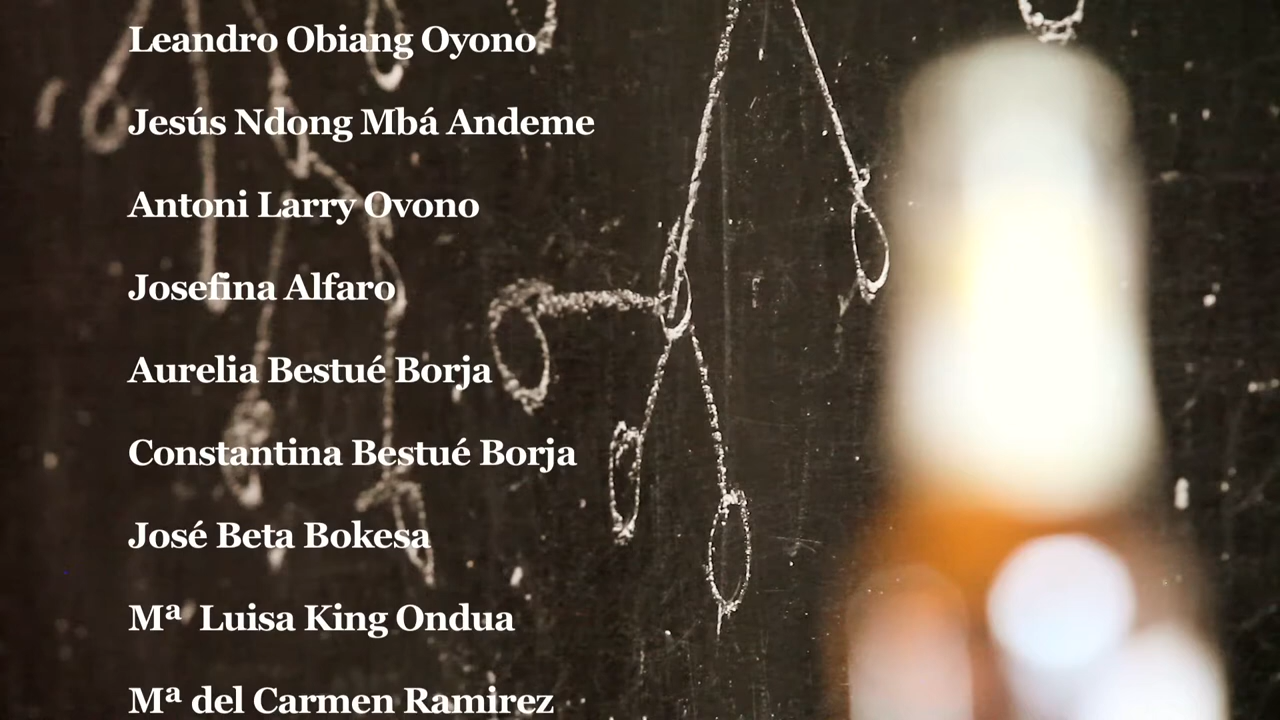 Leandro Obiang Oyono
Jesús Ndong Mbá Andeme
Antoni Larry Ovono
Josefina Alfaro
Aurelia Bestué Borja
Constantina Bestué Borja
José Beta Bokesa
Mª  Luisa King Ondua
Mª del Carmen Ramirez